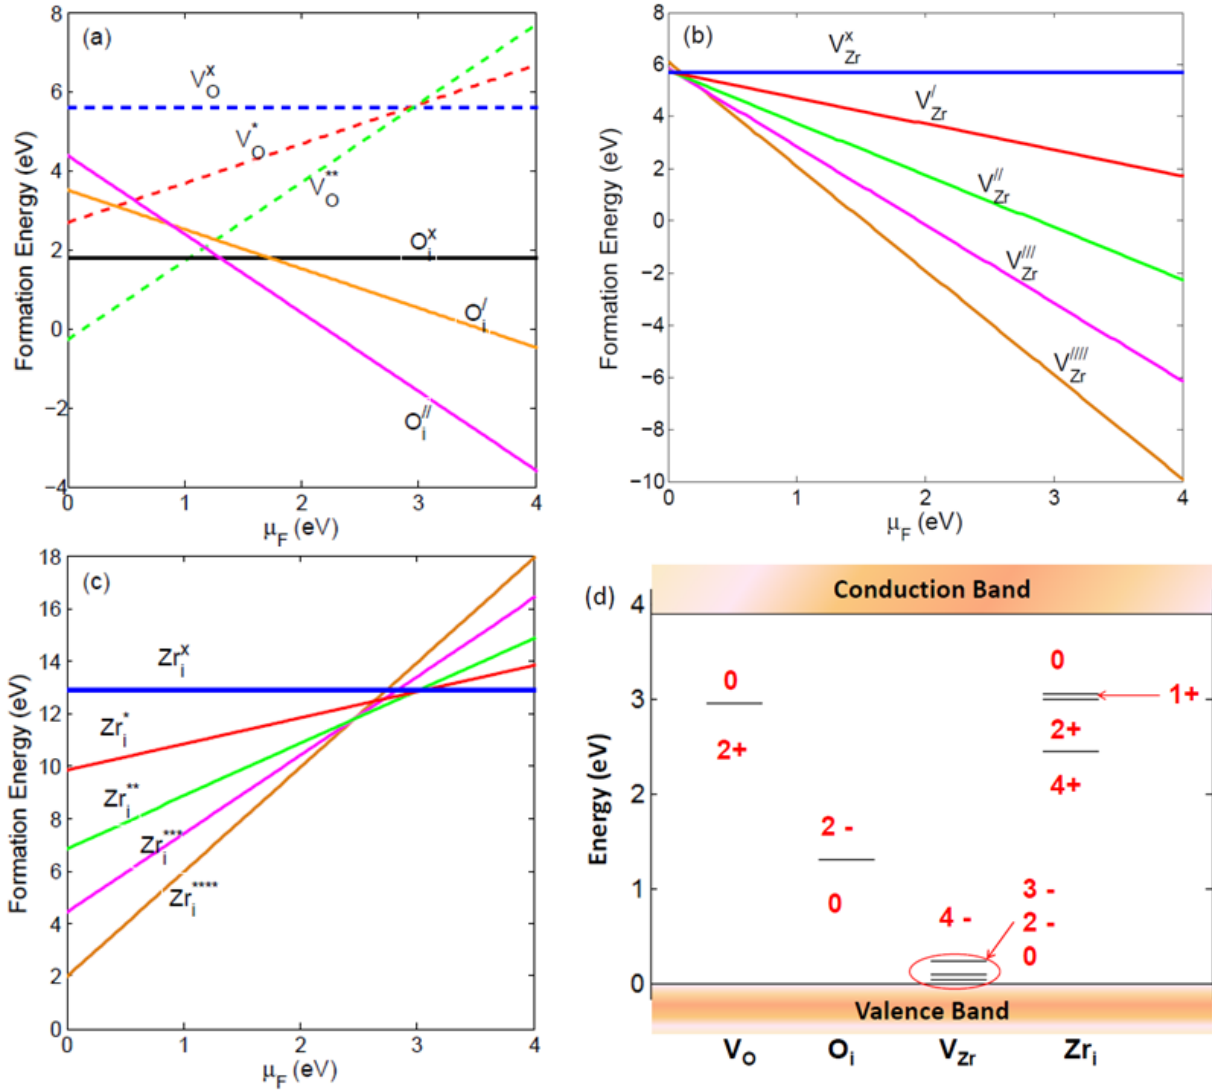 (a)
8
6
4
2
0
−2
−4
Formation Energy (eV)
V_O^X
V_O^*
V_O^**
O_i^X
O_i^/
O_i^//
0 1 2 3 4
μ_F (eV)
(b)
8
6
4
2
0
−2
−4
−6
−8
−10
Formation Energy (eV)
V_Zr^X
V_Zr^/
V_Zr^//
V_Zr^///
V_Zr^////
0 1 2 3 4
μ_F (eV)
(c)
18
16
14
12
10
8
6
4
2
0
Formation Energy (eV)
Zr_i^X
Zr_i^*
Zr_i^**
Zr_i^***
Zr_i^****
0 1 2 3 4
μ_F (eV)
(d)
Conduction Band
4
3
2
1
0
Energy (eV)
0
2+
2 -
0
4 -
3 -
2 -
0
0
1+
2+
4+
Valence Band
V_O O_i V_Zr Zr_i